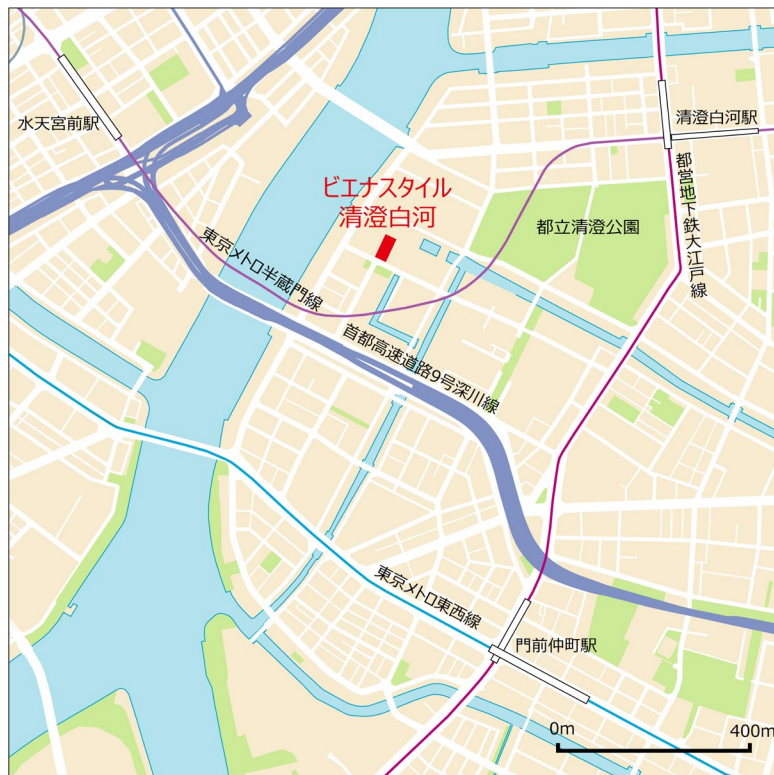 水天宮前駅
清澄白河駅
ビエナスタイル
清澄白河
都立清澄公園
都営地下鉄大江戸線
東京メトロ半蔵門線
首都高速道路9号深川線
東京メトロ東西線
門前仲町駅
0m
400m